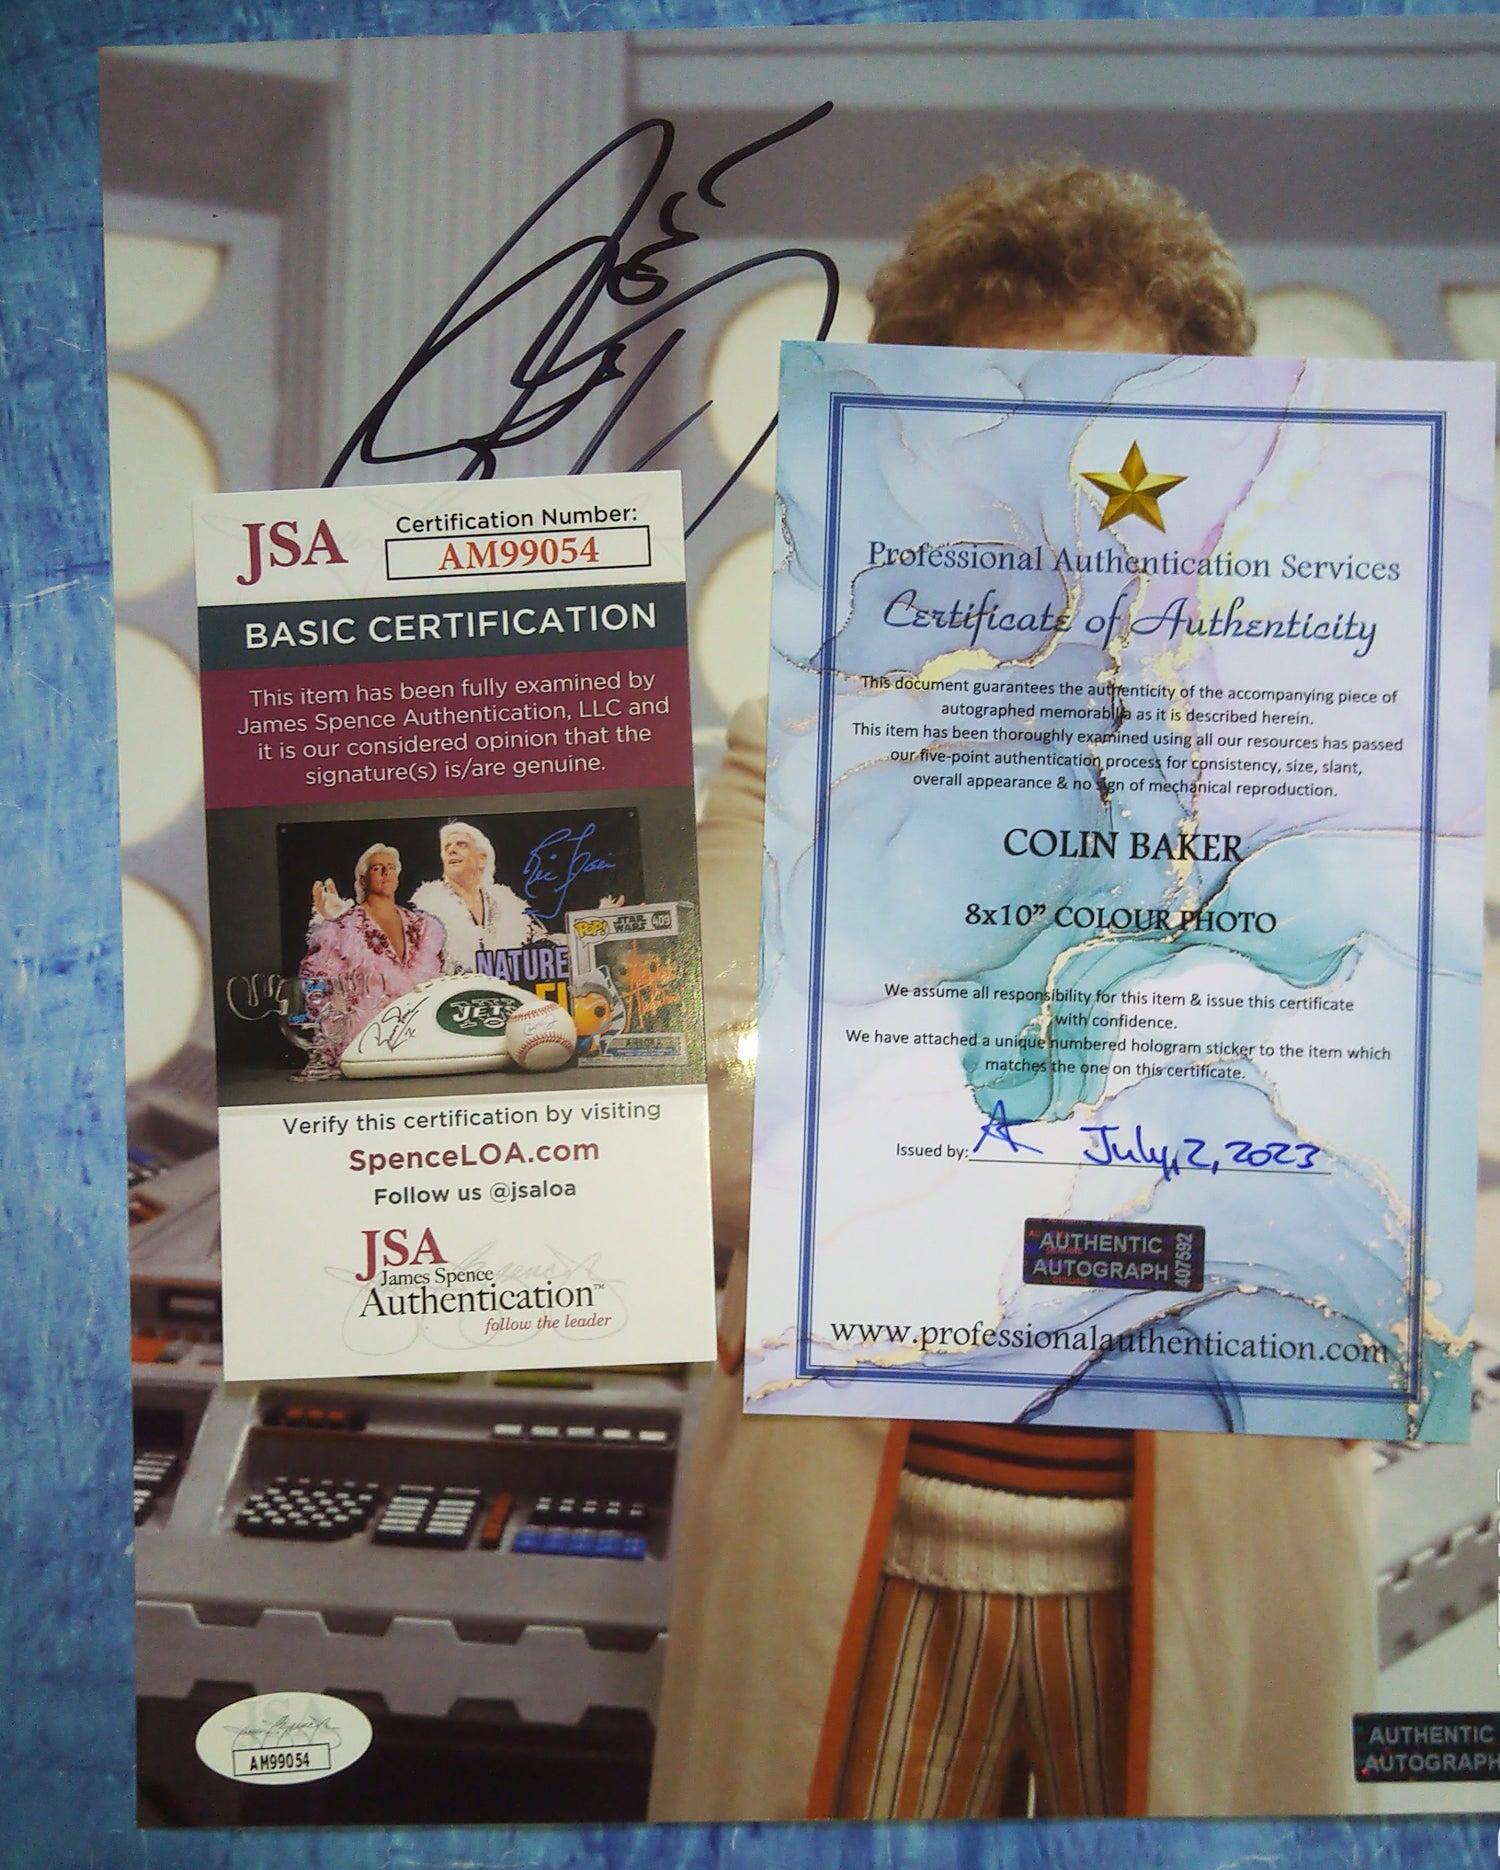 JSA
Certification Number:
AM99054
BASIC CERTIFICATION
This item has been fully examined by
James Spence Authentication, LLC and
it is our considered opinion that the
signature(s) is/are genuine.
NATURE
POP! STAR WARS 409
JETS
Verify this certification by visiting
SpenceLOA.com
Follow us @jsaloa
JSA
James Spence
Authentication™
follow the leader
Professional Authentication Services
Certificate of Authenticity
This document guarantees the authenticity of the accompanying piece of
autographed memorabilia as it is described herein.
This item has been thoroughly examined using all our resources has passed
our five-point authentication process for consistency, size, slant,
overall appearance & no sign of mechanical reproduction.
COLIN BAKER
8x10” COLOUR PHOTO
We assume all responsibility for this item & issue this certificate
with confidence.
We have attached a unique numbered hologram sticker to the item which
matches the one on this certificate.
Issued by: July, 2, 2023
AUTHENTIC
AUTOGRAPH
407592
www.professionalauthentication.com
AM99054
AUTHENTIC
AUTOGRAPH